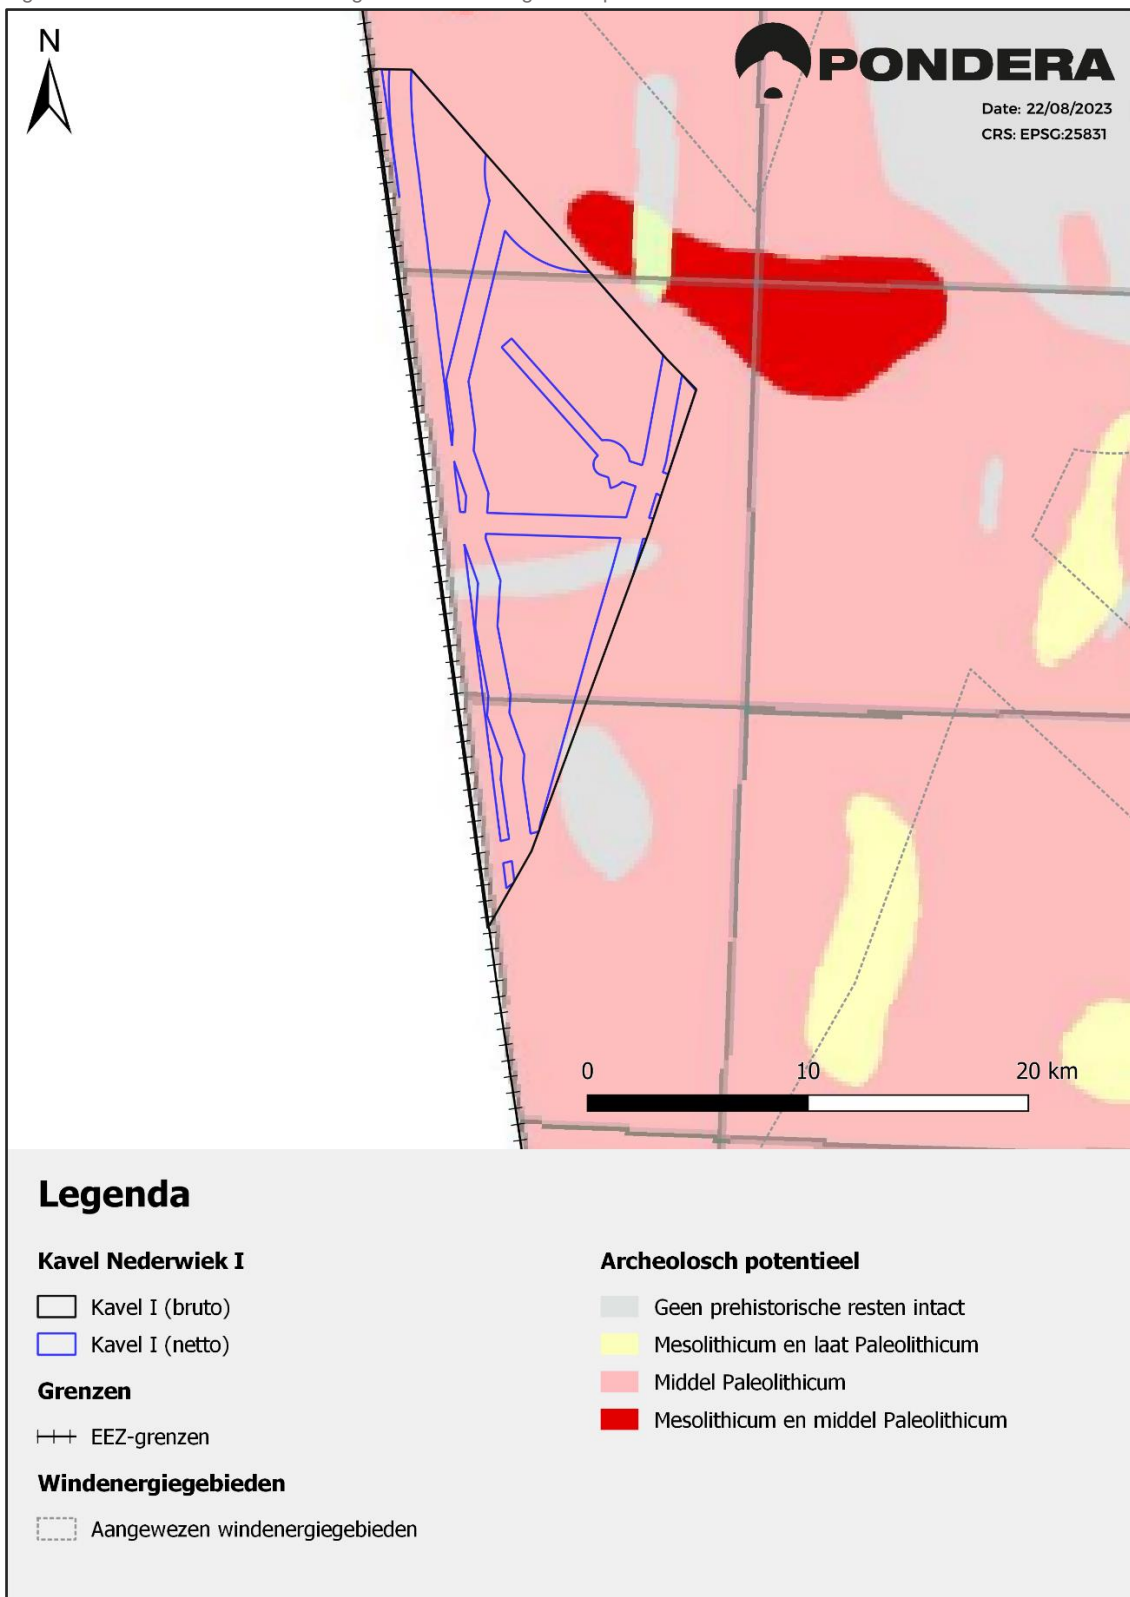 N
PONDERA
Date: 22/08/2023
CRS: EPSG:25831
0 10 20 km
Legenda
Kavel Nederwiek I
Kavel I (bruto)
Kavel I (netto)
Grenzen
EEZ-grenzen
Windenergiegebieden
Aangewezen windenergiegebieden
Archeolosch potentieel
Geen prehistorische resten intact
Mesolithicum en laat Paleolithicum
Middel Paleolithicum
Mesolithicum en middel Paleolithicum